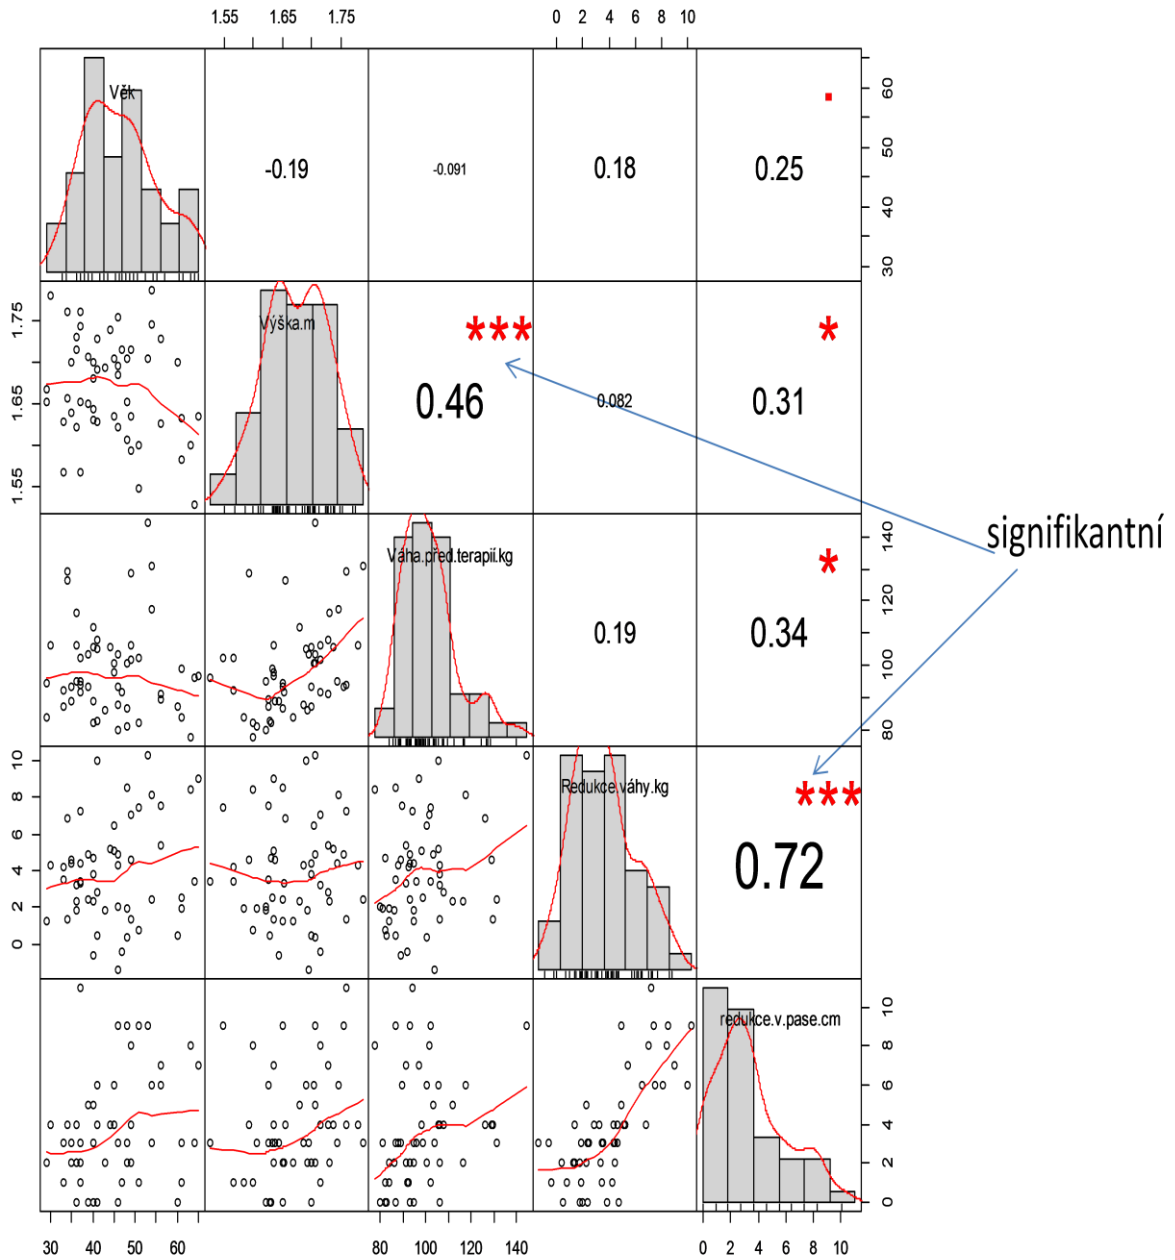 1.55 1.65 1.75 0 2 4 6 8 10
Věk
-0.19
-0.091
0.18
0.25
30 40 50 60
1.55 1.65 1.75
Výška.m
***
0.46
0.082
*
0.31
signifikantní
Váha.před.terapii.kg
0.19
*
0.34
80 100 120 140
0 2 4 6 8 10
Redukce.váhy.kg
***
0.72
redukce.v.pase.cm
0 2 4 6 8 10
30 40 50 60 80 100 120 140 0 2 4 6 8 10